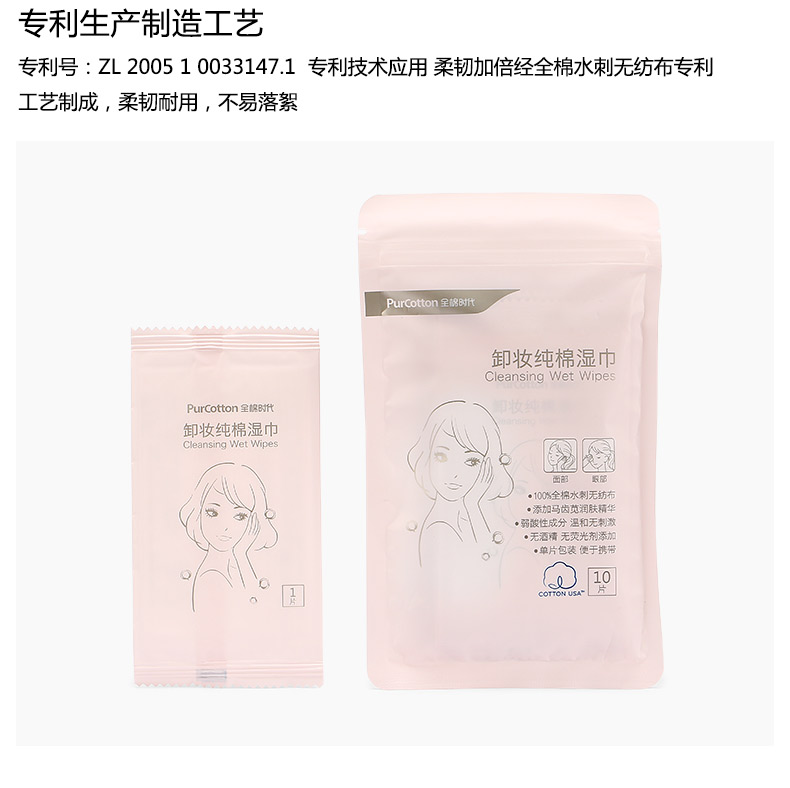 专利生产制造工艺
专利号：ZL 2005 1 0033147.1 专利技术应用 柔韧加倍经全棉水刺无纺布专利
工艺制成，柔韧耐用，不易落絮
PurCotton 全棉时代
卸妆纯棉湿巾
Cleansing Wet Wipes
1
片
PurCotton 全棉时代
卸妆纯棉湿巾
Cleansing Wet Wipes
卸妆纯棉湿
面部 眼部
•100%全棉水刺无纺布
•添加马齿苋润肤精华
•弱酸性成分 温和无刺激
•无酒精 无荧光剂添加
•单片包装 便于携带
COTTON USA™
10
片